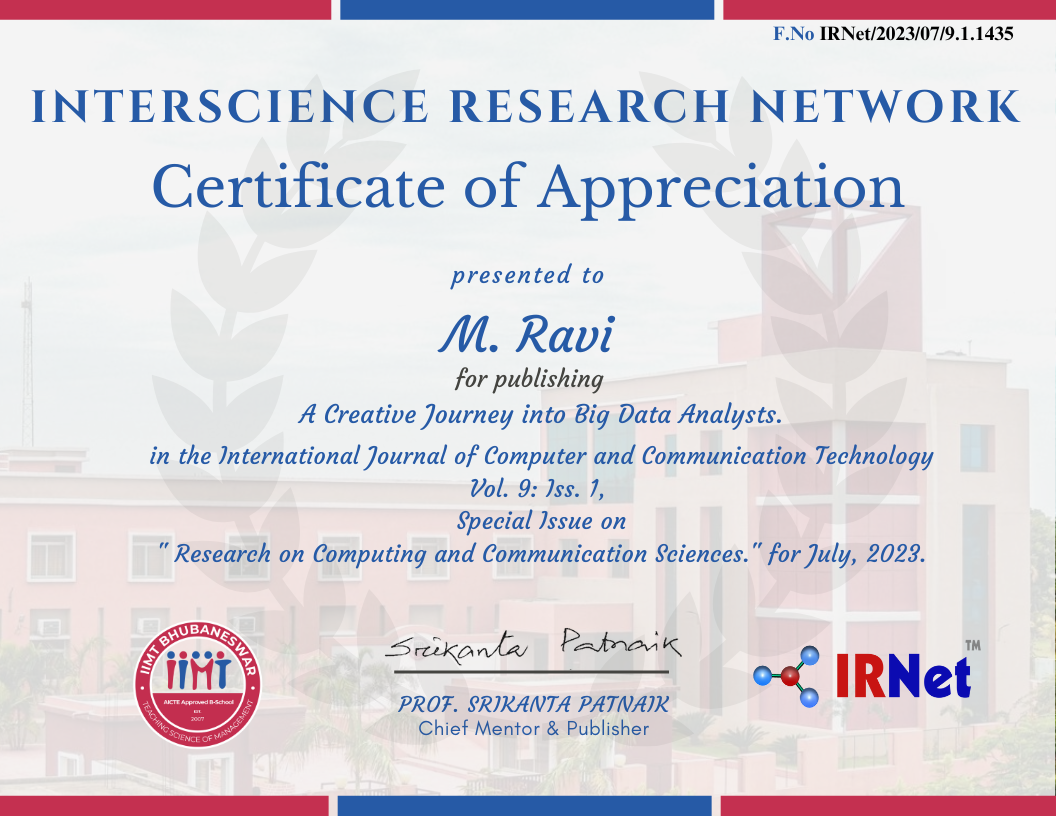 F.No IRNet/2023/07/9.1.1435
INTERSCIENCE RESEARCH NETWORK
Certificate of Appreciation
presented to
M. Ravi
for publishing
A Creative Journey into Big Data Analysts.
in the International Journal of Computer and Communication Technology
Vol. 9: Iss. 1,
Special Issue on
" Research on Computing and Communication Sciences." for July, 2023.
IIMT BHUBANESWAR
IIMT
AICTE Approved B-School
Est
2007
TEACHING SCIENCE OF MANAGEMENT
Srikanta Patnaik
PROF. SRIKANTA PATNAIK
Chief Mentor & Publisher
IRNet TM